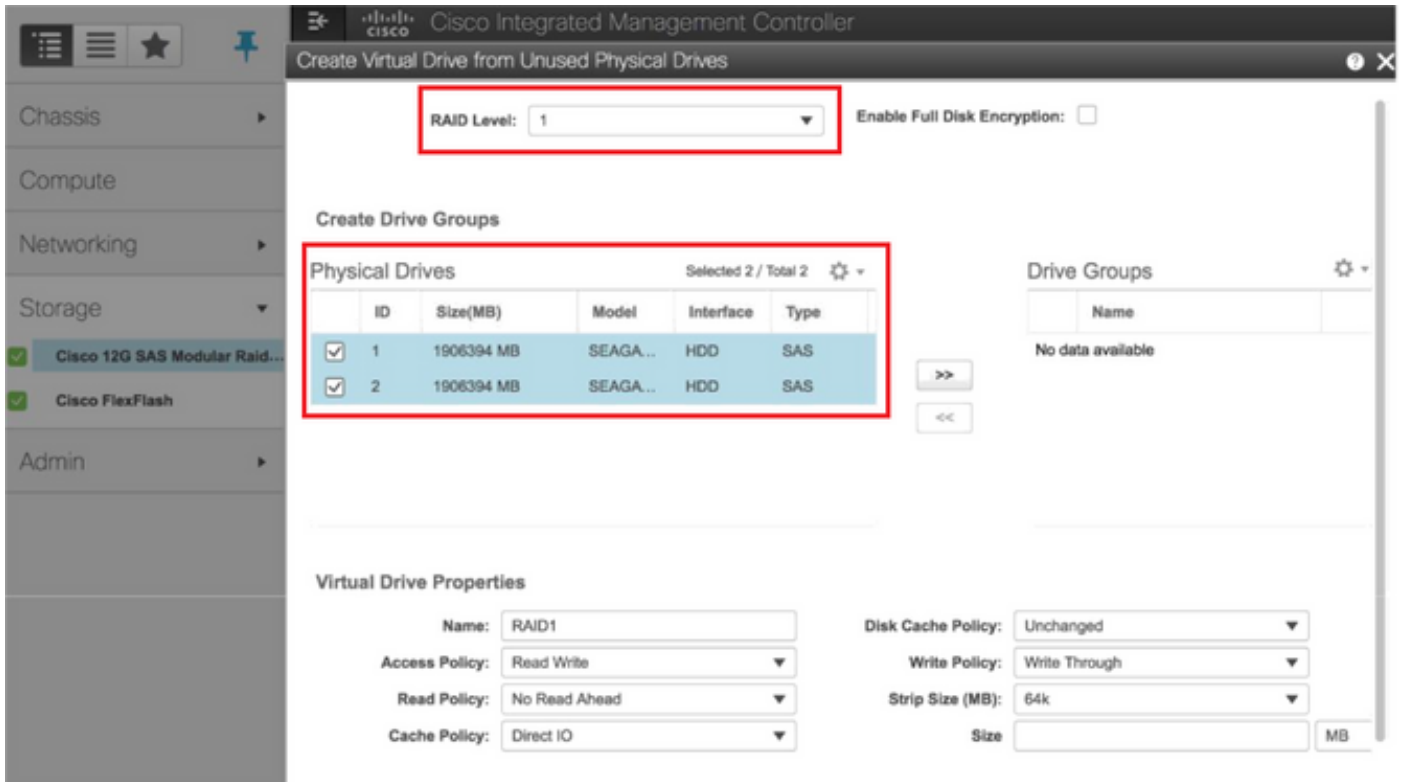 cisco Cisco Integrated Management Controller
Create Virtual Drive from Unused Physical Drives
Chassis
Compute
Networking
Storage
Cisco 12G SAS Modular Raid...
Cisco FlexFlash
Admin
RAID Level: 1
Enable Full Disk Encryption:
Create Drive Groups
Physical Drives Selected 2 / Total 2
ID Size(MB) Model Interface Type
1 1906394 MB SEAGA... HDD SAS
2 1906394 MB SEAGA... HDD SAS
>>
<<
Drive Groups
Name
No data available
Virtual Drive Properties
Name: RAID1
Access Policy: Read Write
Read Policy: No Read Ahead
Cache Policy: Direct IO
Disk Cache Policy: Unchanged
Write Policy: Write Through
Strip Size (MB): 64k
Size MB